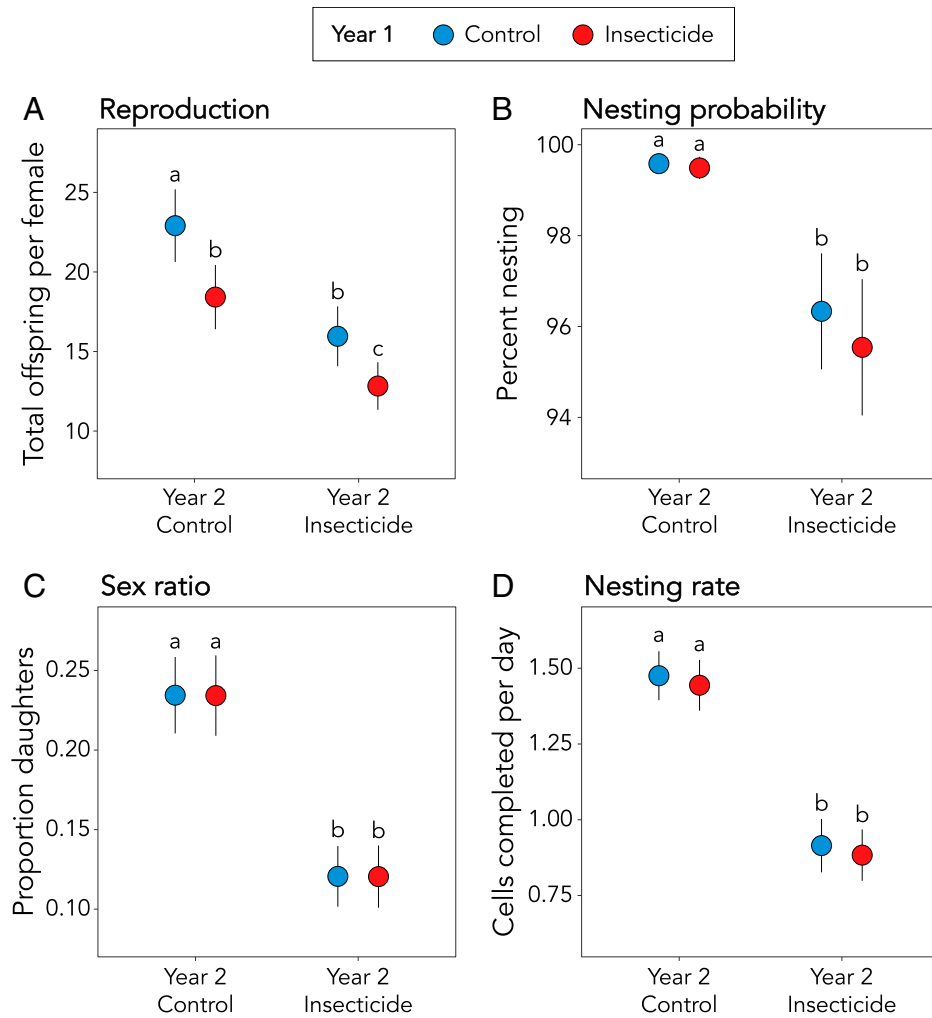 Year 1 Control Insecticide
A Reproduction
Total offspring per female
25
20
15
10
a
b
b
c
Year 2
Control
Year 2
Insecticide
B Nesting probability
Percent nesting
100
98
96
94
a
a
b
b
Year 2
Control
Year 2
Insecticide
C Sex ratio
Proportion daughters
0.25
0.20
0.15
0.10
a
a
b
b
Year 2
Control
Year 2
Insecticide
D Nesting rate
Cells completed per day
1.50
1.25
1.00
0.75
a
a
b
b
Year 2
Control
Year 2
Insecticide